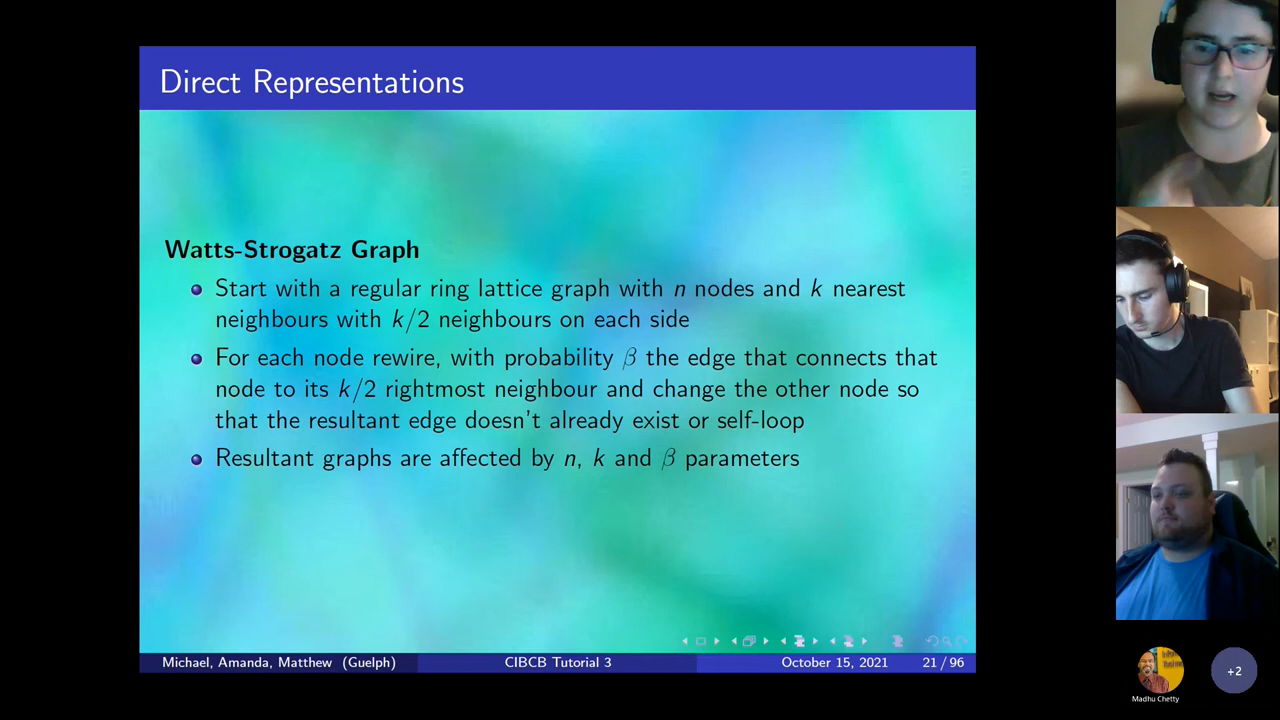 Direct Representations
Watts-Strogatz Graph
Start with a regular ring lattice graph with n nodes and k nearest
neighbours with k/2 neighbours on each side
For each node rewire, with probability β the edge that connects that
node to its k/2 rightmost neighbour and change the other node so
that the resultant edge doesn't already exist or self-loop
Resultant graphs are affected by n, k and β parameters
Michael, Amanda, Matthew (Guelph)
CIBCB Tutorial 3
October 15, 2021
21 / 96
Madhu Chetty
+2